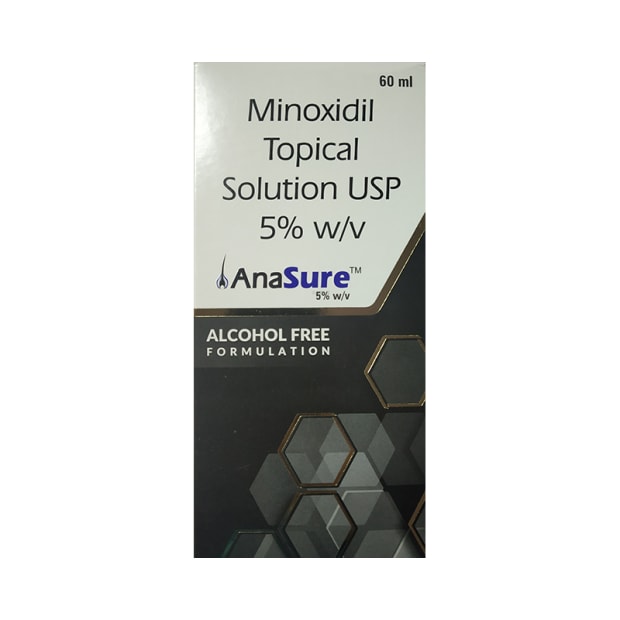 60 ml
Minoxidil
Topical
Solution USP
5% w/v
AnaSure™
5% w/v
ALCOHOL FREE
FORMULATION